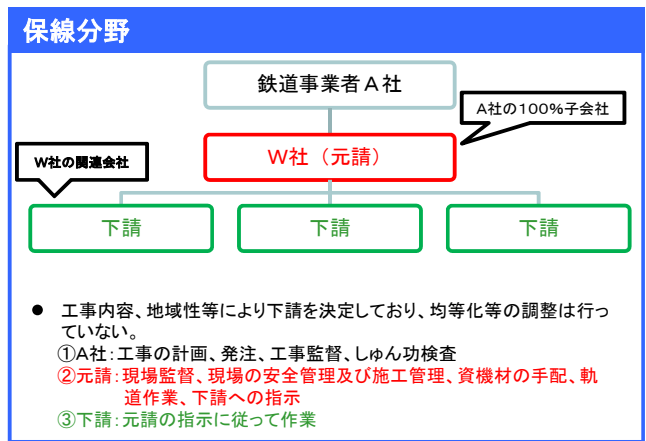 保線分野
鉄道事業者A社
A社の100%子会社
W社（元請）
W社の関連会社
下請
下請
下請
● 工事内容、地域性等により下請を決定しており、均等化等の調整は行っ
ていない。
①A社：工事の計画、発注、工事監督、しゅん功検査
②元請：現場監督、現場の安全管理及び施工管理、資機材の手配、軌
道作業、下請への指示
③下請：元請の指示に従って作業